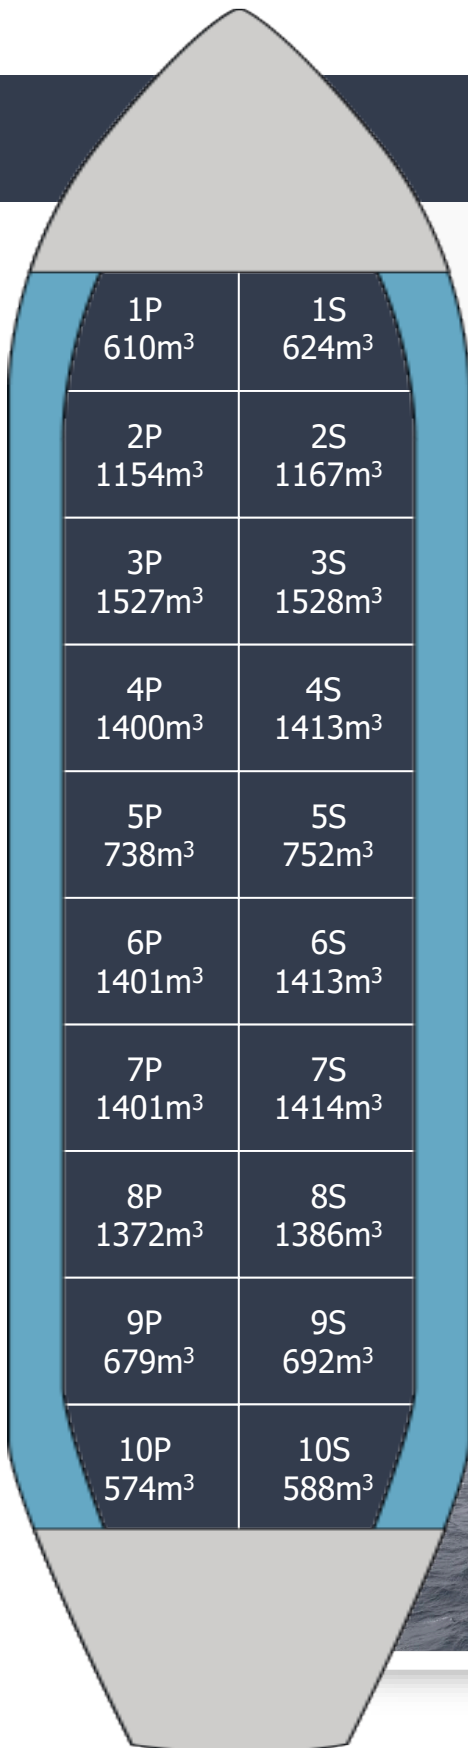 1P 1S
610m³ 624m³
2P 2S
1154m³ 1167m³
3P 3S
1527m³ 1528m³
4P 4S
1400m³ 1413m³
5P 5S
738m³ 752m³
6P 6S
1401m³ 1413m³
7P 7S
1401m³ 1414m³
8P 8S
1372m³ 1386m³
9P 9S
679m³ 692m³
10P 10S
574m³ 588m³